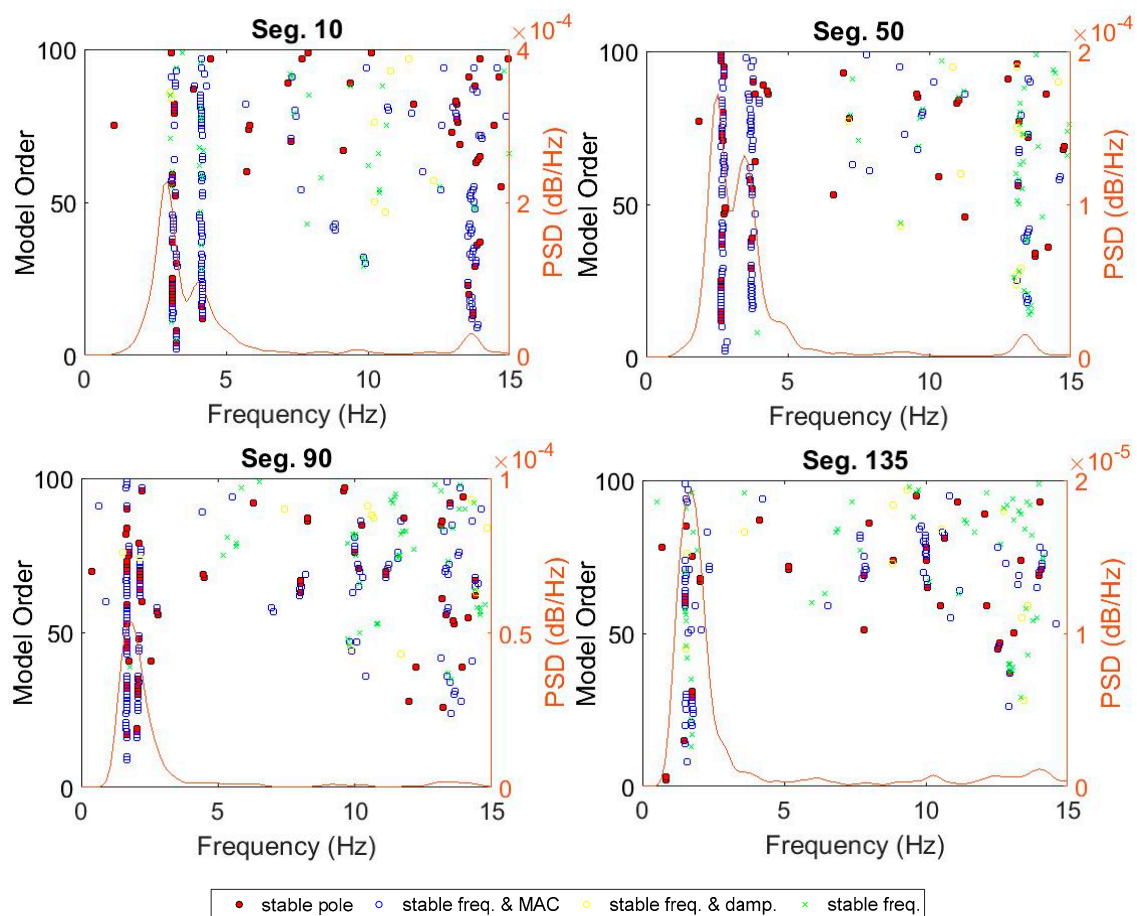 Seg. 10
×10⁻⁴
100
50
0
Model Order
4
2
0
PSD (dB/Hz)
0
5
10
15
Frequency (Hz)
Seg. 50
×10⁻⁴
100
50
0
Model Order
2
1
0
PSD (dB/Hz)
0
5
10
15
Frequency (Hz)
Seg. 90
×10⁻⁴
100
50
0
Model Order
1
0.5
0
PSD (dB/Hz)
0
5
10
15
Frequency (Hz)
Seg. 135
×10⁻⁵
100
50
0
Model Order
2
1
0
PSD (dB/Hz)
0
5
10
15
Frequency (Hz)
stable pole
stable freq. & MAC
stable freq. & damp.
stable freq.